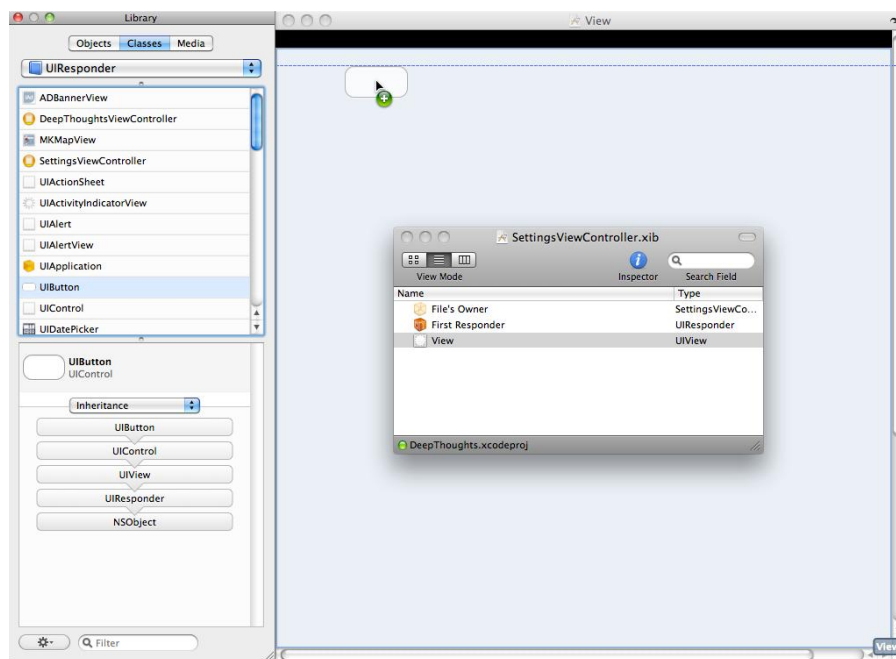 Library
Objects Classes Media
UIResponder
ADBannerView
DeepThoughtsViewController
MKMapView
SettingsViewController
UIActionSheet
UIActivityIndicatorView
UIAlert
UIAlertView
UIApplication
UIButton
UIControl
UIDatePicker
UIButton
UIControl
Inheritance
UIButton
UIControl
UIView
UIResponder
NSObject
Filter
View
SettingsViewController.xib
View Mode Inspector Search Field
Name Type
File's Owner SettingsViewCo...
First Responder UIResponder
View UIView
DeepThoughts.xcodeproj
View